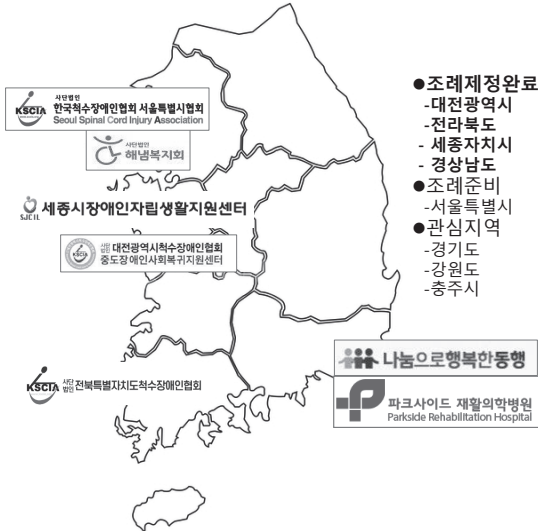 사단법인
KSCIA 한국척수장애인협회 서울특별시협회
Seoul Spinal Cord Injury Association
사단법인
해냄복지회
SJCIL 세종시장애인자립생활지원센터
KSCIA 사단법인 대전광역시척수장애인협회
중도장애인사회복귀지원센터
KSCIA 사단법인 전북특별자치도척수장애인협회
나눔으로행복한동행
파크사이드 재활의학병원
Parkside Rehabilitation Hospital
●조례제정완료
-대전광역시
-전라북도
- 세종자치시
- 경상남도
●조례준비
-서울특별시
●관심지역
-경기도
-강원도
-충주시